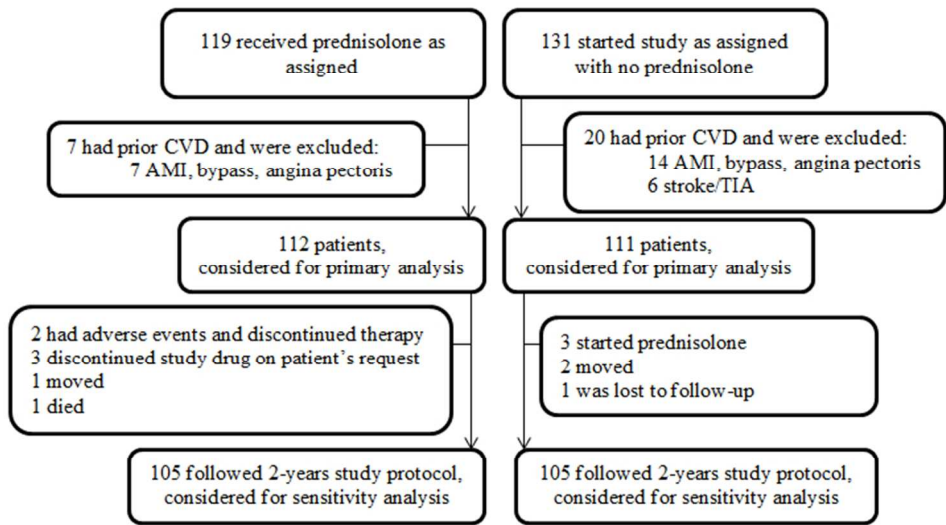 119 received prednisolone as
assigned
131 started study as assigned
with no prednisolone
7 had prior CVD and were excluded:
7 AMI, bypass, angina pectoris
20 had prior CVD and were excluded:
14 AMI, bypass, angina pectoris
6 stroke/TIA
112 patients,
considered for primary analysis
111 patients,
considered for primary analysis
2 had adverse events and discontinued therapy
3 discontinued study drug on patient's request
1 moved
1 died
3 started prednisolone
2 moved
1 was lost to follow-up
105 followed 2-years study protocol,
considered for sensitivity analysis
105 followed 2-years study protocol,
considered for sensitivity analysis